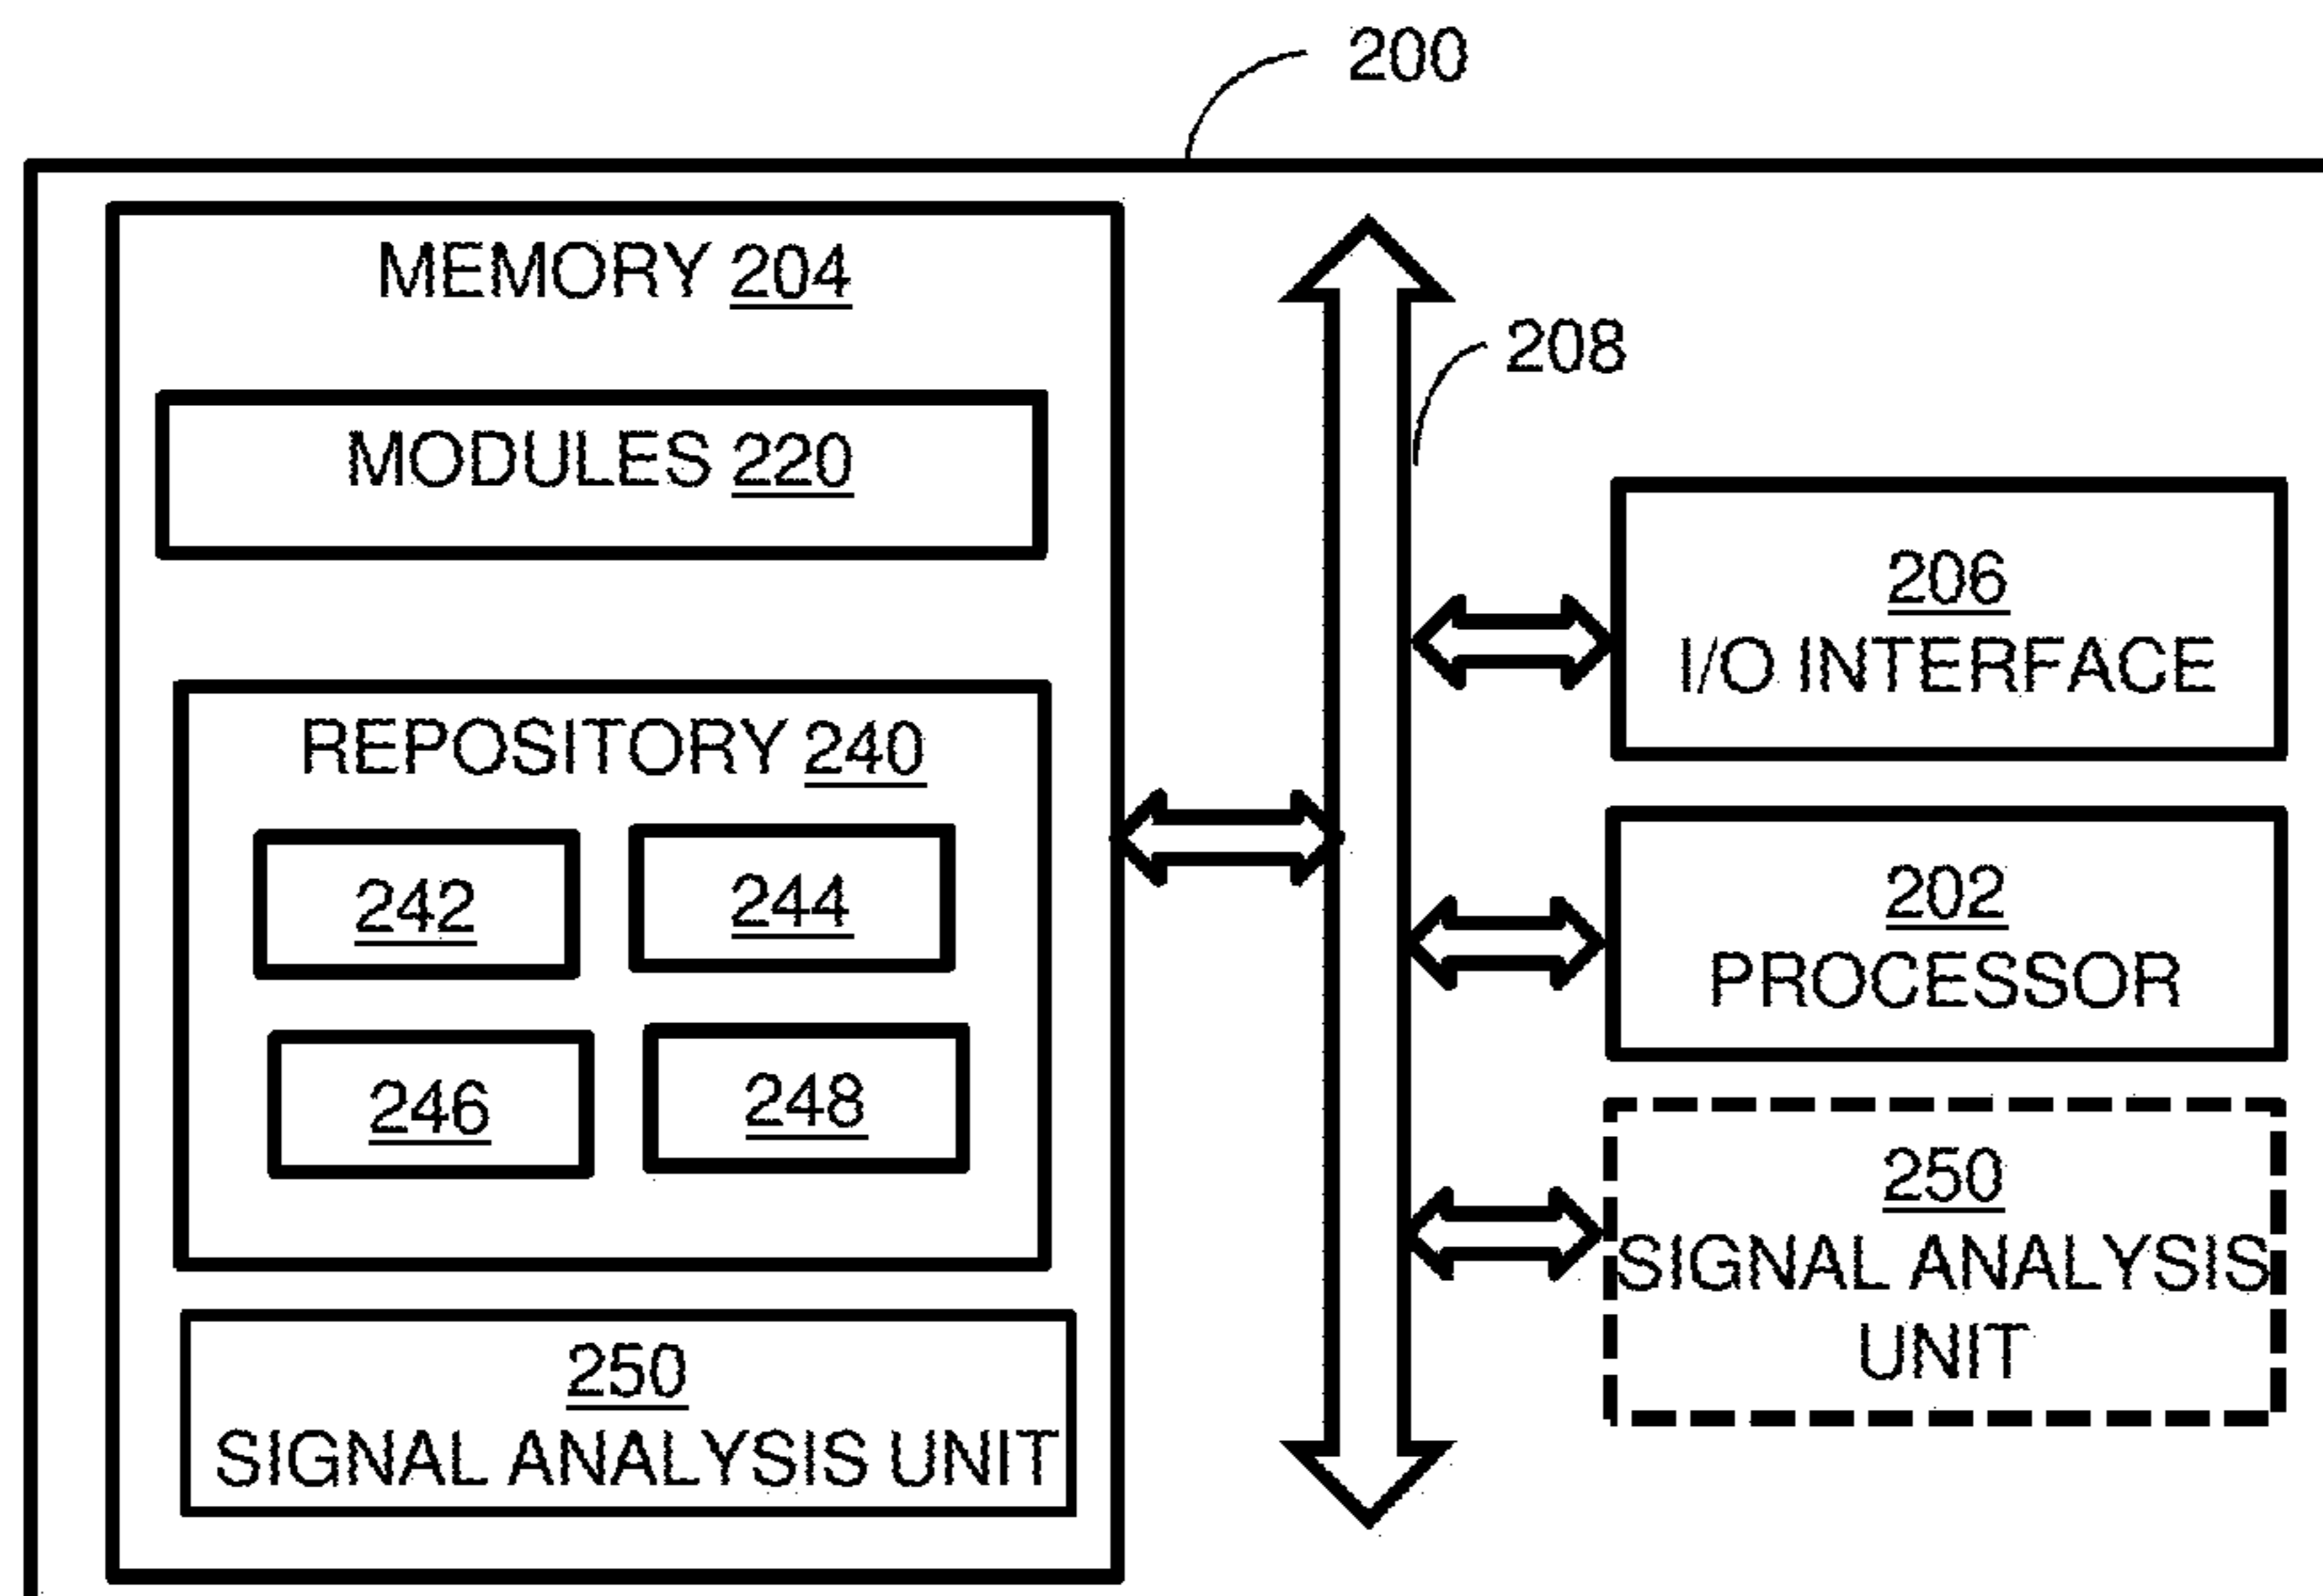 200
MEMORY 204
208
MODULES 220
206
I/O INTERFACE
REPOSITORY 240
242
244
202
PROCESSOR
246
248
250
SIGNAL ANALYSIS
UNIT
250
SIGNAL ANALYSIS UNIT